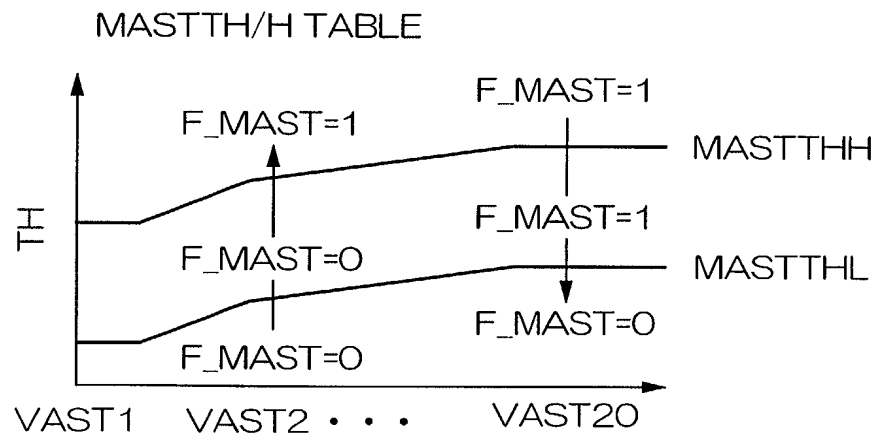 MASTTH/H TABLE
F_MAST=1
F_MAST=1
MASTTHH
TH
F_MAST=1
F_MAST=0
MASTTHL
F_MAST=0
F_MAST=0
VAST1 VAST2 · · · VAST20